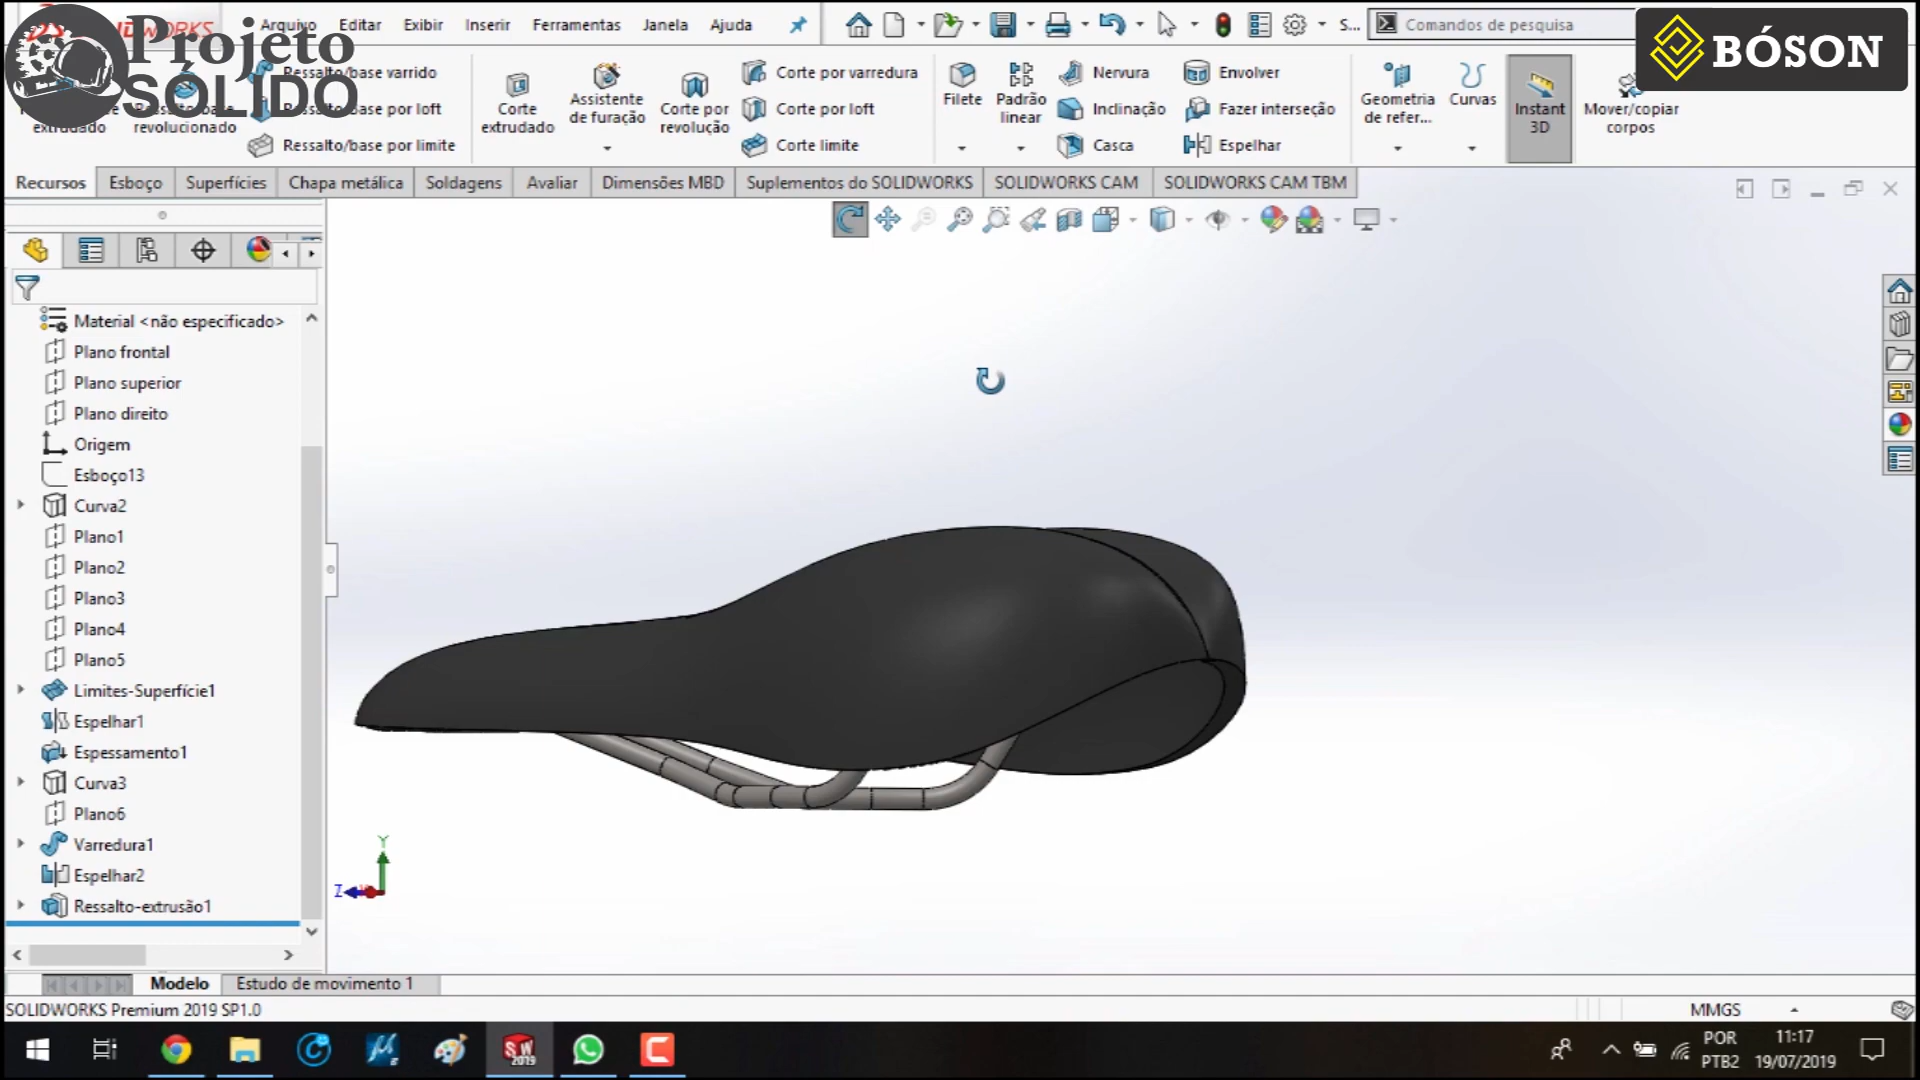 Projeto
SÓLIDO
BÓSON
Arquivo Editar Exibir Inserir Ferramentas Janela Ajuda
S...
Comandos de pesquisa
revolucionado
Ressalto/base varrido
Ressalto/base por loft
Ressalto/base por limite
Corte
extrudado
Assistente
de furação
Corte por
revolução
Corte por varredura
Corte por loft
Corte limite
Filete
Padrão
linear
Nervura
Inclinação
Casca
Envolver
Fazer interseção
Espelhar
Geometria
de refer...
Curvas
Instant
3D
Mover/copiar
corpos
Recursos Esboço Superfícies Chapa metálica Soldagens Avaliar Dimensões MBD Suplementos do SOLIDWORKS SOLIDWORKS CAM SOLIDWORKS CAM TBM
Material <não especificado>
Plano frontal
Plano superior
Plano direito
Origem
Esboço13
Curva2
Plano1
Plano2
Plano3
Plano4
Plano5
Limites-Superfície1
Espelhar1
Espessamento1
Curva3
Plano6
Varredura1
Espelhar2
Ressalto-extrusão1
Y
Z
Modelo Estudo de movimento 1
SOLIDWORKS Premium 2019 SP1.0
MMGS
SW
2019
POR
PTB2
11:17
19/07/2019